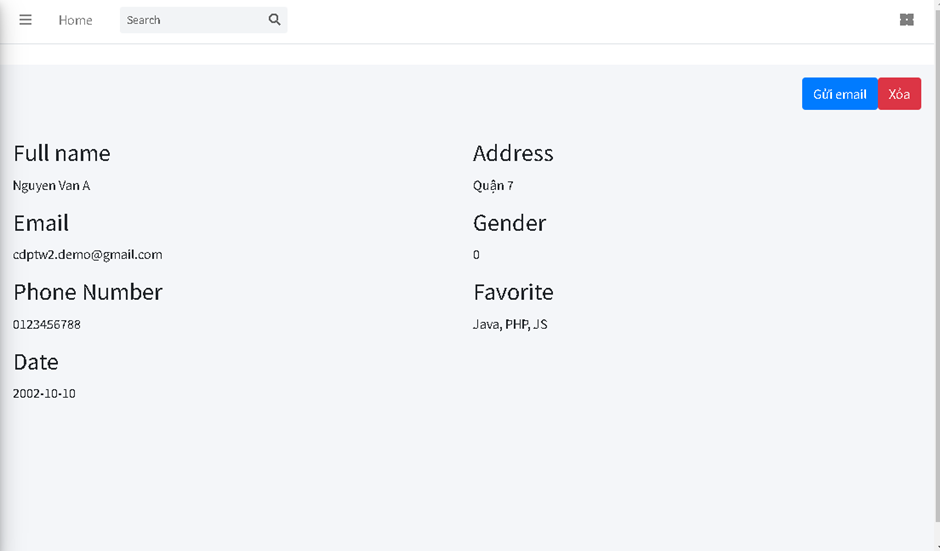 Home
Search
Gửi email
Xóa
Full name
Nguyen Van A
Email
cdptw2.demo@gmail.com
Phone Number
0123456788
Date
2002-10-10
Address
Quận 7
Gender
0
Favorite
Java, PHP, JS